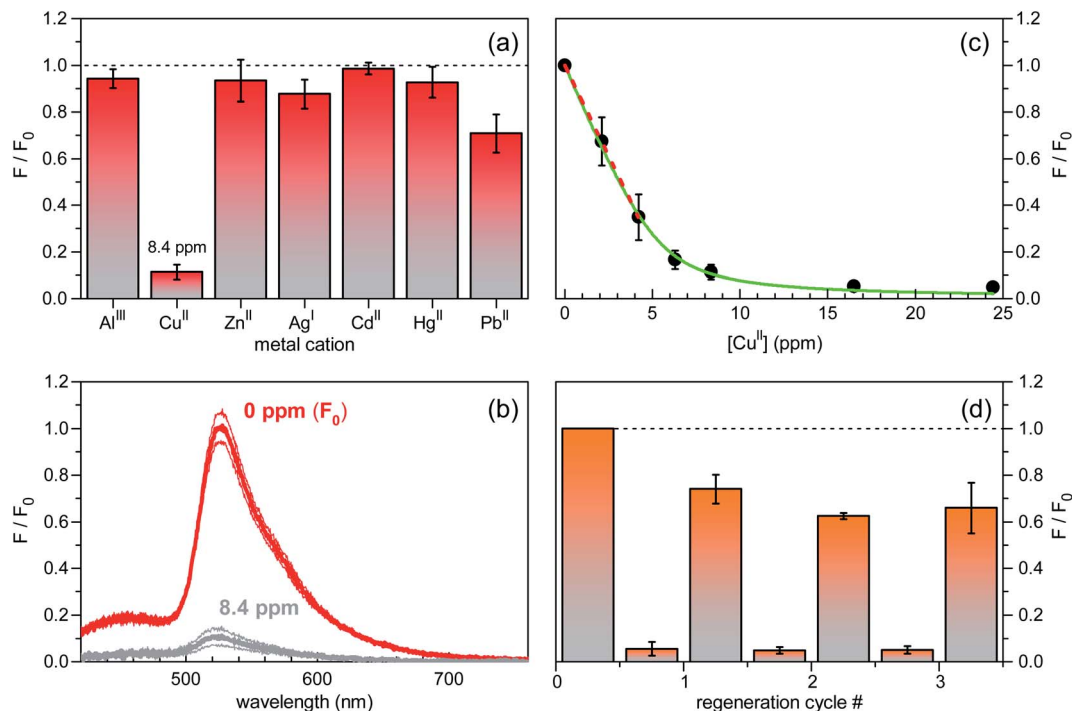 1.2
1.0
0.8
0.6
0.4
0.2
0.0
F / F₀
(a)
8.4 ppm
Alᴵᴵᴵ Cuᴵᴵ Znᴵᴵ Agᴵ Cdᴵᴵ Hgᴵᴵ Pbᴵᴵ
metal cation
(c)
1.2
1.0
0.8
0.6
0.4
0.2
0.0
F / F₀
0 5 10 15 20 25
[Cuᴵᴵ] (ppm)
1.2
1.0
0.8
0.6
0.4
0.2
0.0
F / F₀
(b)
0 ppm (F₀)
8.4 ppm
500 600 700
wavelength (nm)
(d)
1.2
1.0
0.8
0.6
0.4
0.2
0.0
F / F₀
0 1 2 3
regeneration cycle #